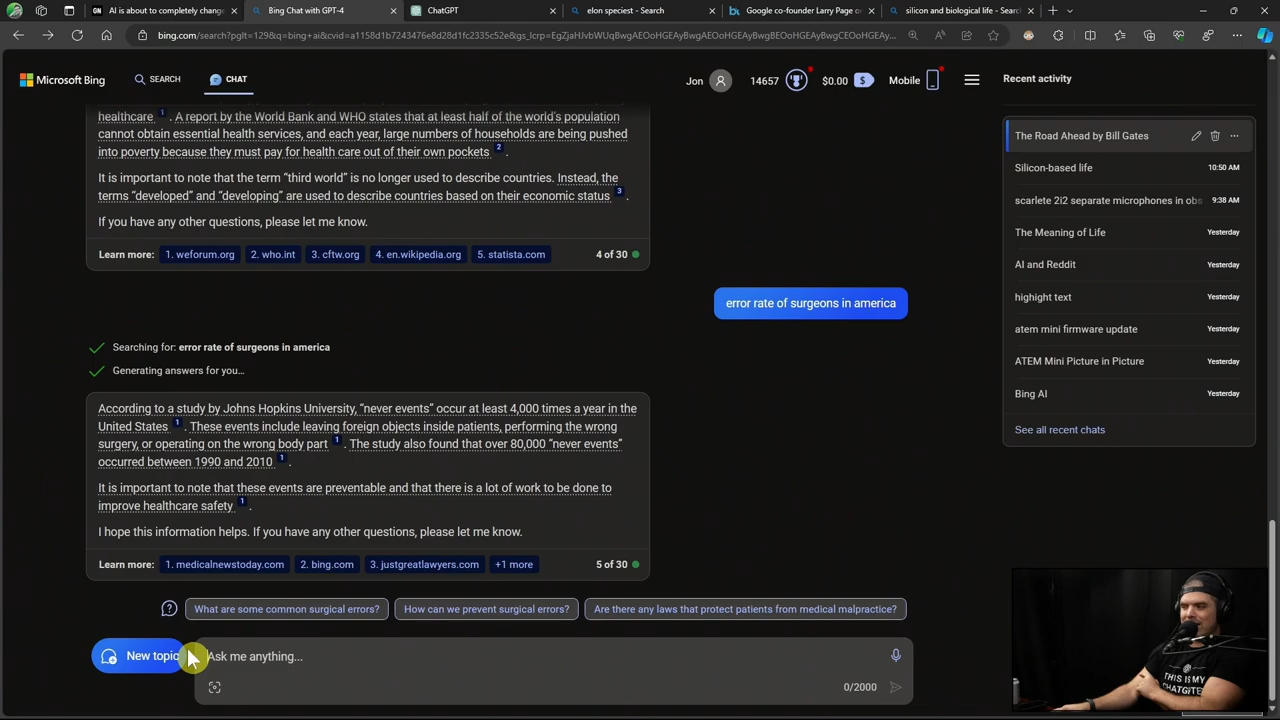 AI is about to completely change
Bing Chat with GPT-4
ChatGPT
elon speciest - Search
Google co-founder Larry Page on
silicon and biological life - Search
bing.com/search?pglt=129&q=bing+ai&cvid=a1158d1b7243476e8d28d1fc2335c52e&gs_lcrp=EgZjaHJvbWUqBwgAEEOoHGEAyBwgAEEOoHGEAyBwgBEEOoHGEAyBwgCEEOoHGEAyBwgDEEOoHGEAyBwgEEEOoHGEAyBwgFEEOoHGEAyBwgGEEOoHGEAyBwgHEEOoHG...
Microsoft Bing
SEARCH
CHAT
Jon
14657
$0.00
$
Mobile
Recent activity
healthcare 1 . A report by the World Bank and WHO states that at least half of the world's population
cannot obtain essential health services, and each year, large numbers of households are being pushed
into poverty because they must pay for health care out of their own pockets 2 .
It is important to note that the term “third world” is no longer used to describe countries. Instead, the
terms “developed” and “developing” are used to describe countries based on their economic status 3 .
If you have any other questions, please let me know.
Learn more: 1. weforum.org 2. who.int 3. cftw.org 4. en.wikipedia.org 5. statista.com 4 of 30
error rate of surgeons in america
Searching for: error rate of surgeons in america
Generating answers for you...
According to a study by Johns Hopkins University, “never events” occur at least 4,000 times a year in the
United States 1 . These events include leaving foreign objects inside patients, performing the wrong
surgery, or operating on the wrong body part 1 . The study also found that over 80,000 “never events”
occurred between 1990 and 2010 1 .
It is important to note that these events are preventable and that there is a lot of work to be done to
improve healthcare safety 1 .
I hope this information helps. If you have any other questions, please let me know.
Learn more: 1. medicalnewstoday.com 2. bing.com 3. justgreatlawyers.com +1 more 5 of 30
What are some common surgical errors?
How can we prevent surgical errors?
Are there any laws that protect patients from medical malpractice?
New topic
Ask me anything...
0/2000
The Road Ahead by Bill Gates
Silicon-based life 10:50 AM
scarlete 2i2 separate microphones in obs 9:38 AM
The Meaning of Life Yesterday
AI and Reddit Yesterday
highight text Yesterday
atem mini firmware update Yesterday
ATEM Mini Picture in Picture Yesterday
Bing AI Yesterday
See all recent chats
THIS IS MY